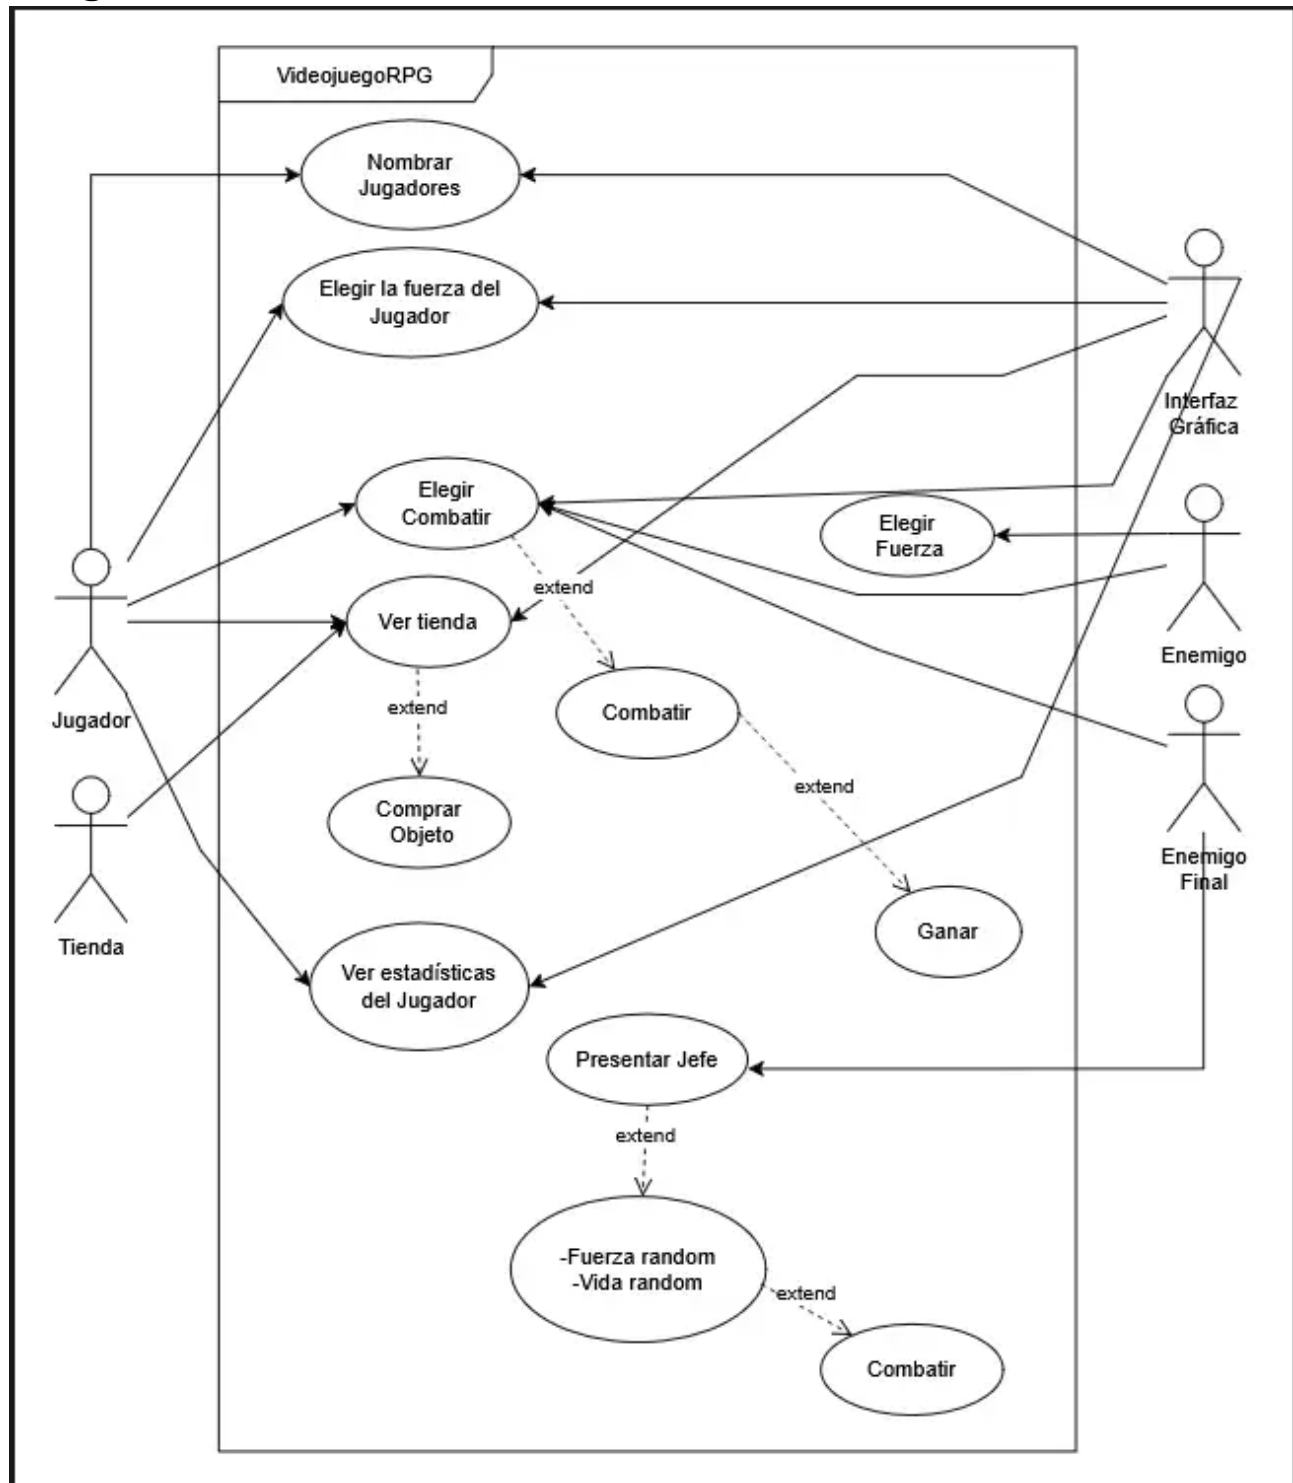 VideojuegoRPG
Nombrar
Jugadores
Elegir la fuerza del
Jugador
Interfaz
Gráfica
Elegir
Combatir
Elegir
Fuerza
extend
Ver tienda
Enemigo
Jugador
extend
Combatir
extend
Comprar
Objeto
Enemigo
Final
Tienda
Ganar
Ver estadísticas
del Jugador
Presentar Jefe
extend
-Fuerza random
-Vida random
extend
Combatir